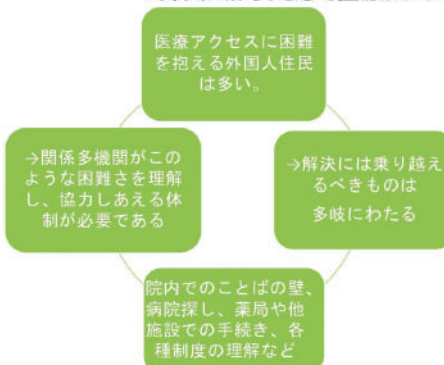 医療アクセスに困難
を抱える外国人住民
は多い。
→解決には乗り越え
るべきものは
多岐にわたる
院内でのことばの壁、
病院探し、薬局や他
施設での手続き、各
種制度の理解など
→関係多機関がこの
ような困難さを理解
し、協力しあえる体
制が必要である